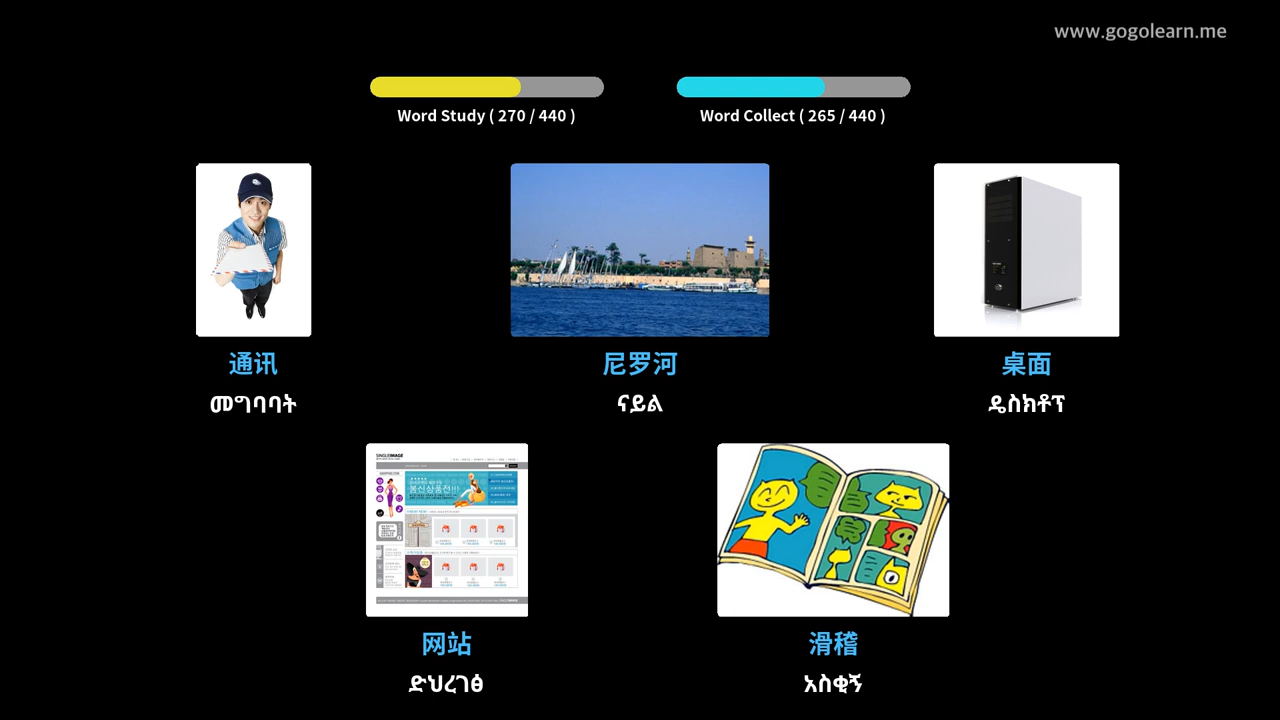 www.gogolearn.me
Word Study ( 270 / 440 )
Word Collect ( 265 / 440 )
通讯
尼罗河
桌面
መግባባት
ናይል
ዴስክቶፕ
网站
滑稽
ድህረገፅ
አስቂኝ